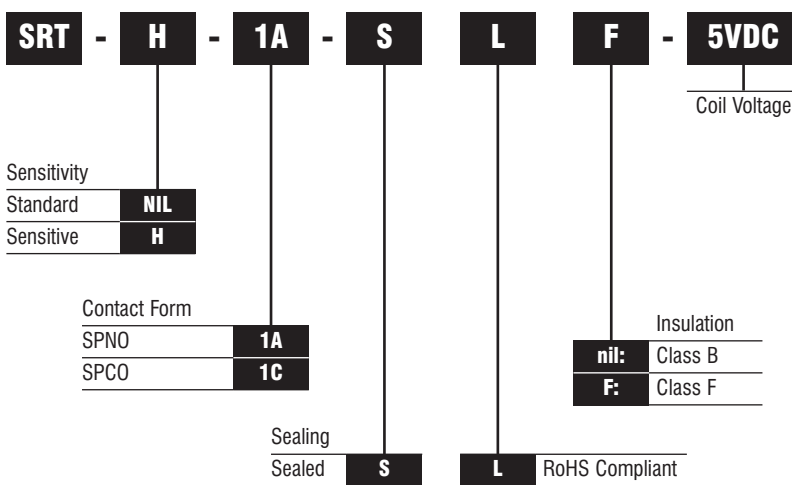 SRT - H - 1A - S L F - 5VDC
Coil Voltage
Sensitivity
Standard NIL
Sensitive H
Contact Form
SPNO 1A
SPCO 1C
Insulation
nil: Class B
F: Class F
Sealing
Sealed S
L RoHS Compliant